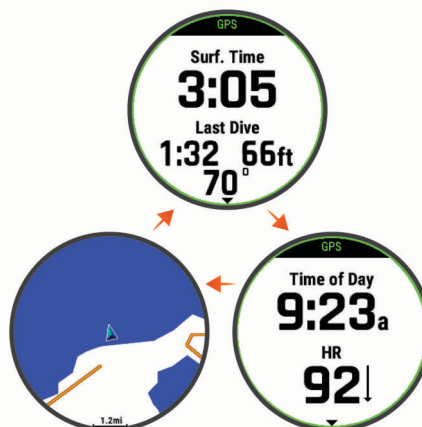 GPS
Surf. Time
3:05
Last Dive
1:32 66ft
70°
GPS
Time of Day
9:23a
HR
92
1.2mi